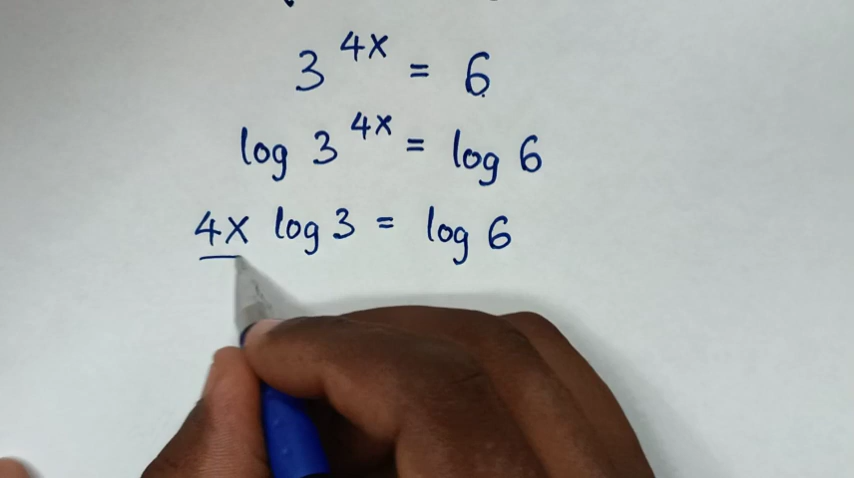 3^{4x} = 6
log 3^{4x} = log 6
4x log 3 = log 6